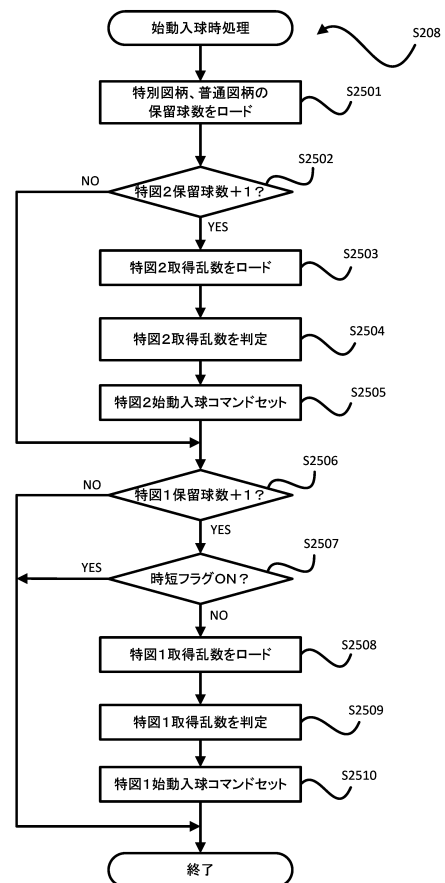 始動入球時処理
S208
特別図柄、普通図柄の
保留球数をロード
S2501
S2502
NO
特図2保留球数+1?
YES
特図2取得乱数をロード
S2503
特図2取得乱数を判定
S2504
特図2始動入球コマンドセット
S2505
S2506
NO
特図1保留球数+1?
YES
S2507
YES
時短フラグON?
NO
特図1取得乱数をロード
S2508
特図1取得乱数を判定
S2509
特図1始動入球コマンドセット
S2510
終了